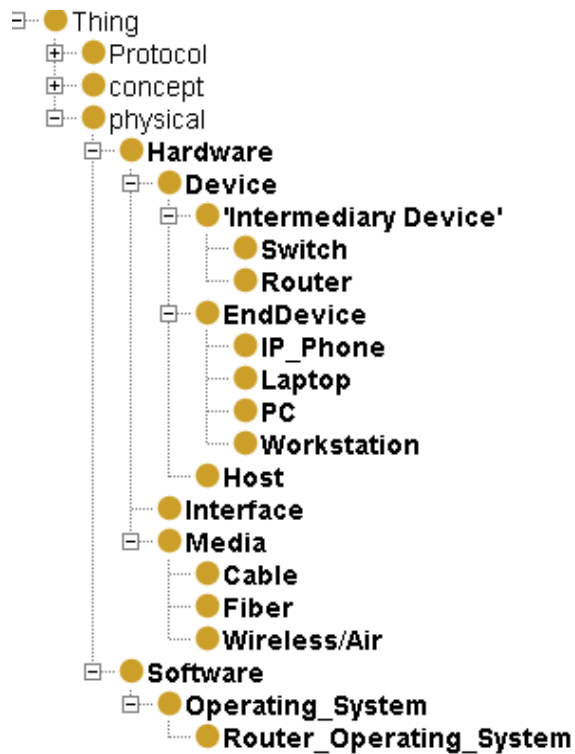 Thing
Protocol
concept
physical
Hardware
Device
'Intermediary Device'
Switch
Router
EndDevice
IP_Phone
Laptop
PC
Workstation
Host
Interface
Media
Cable
Fiber
Wireless/Air
Software
Operating_System
Router_Operating_System